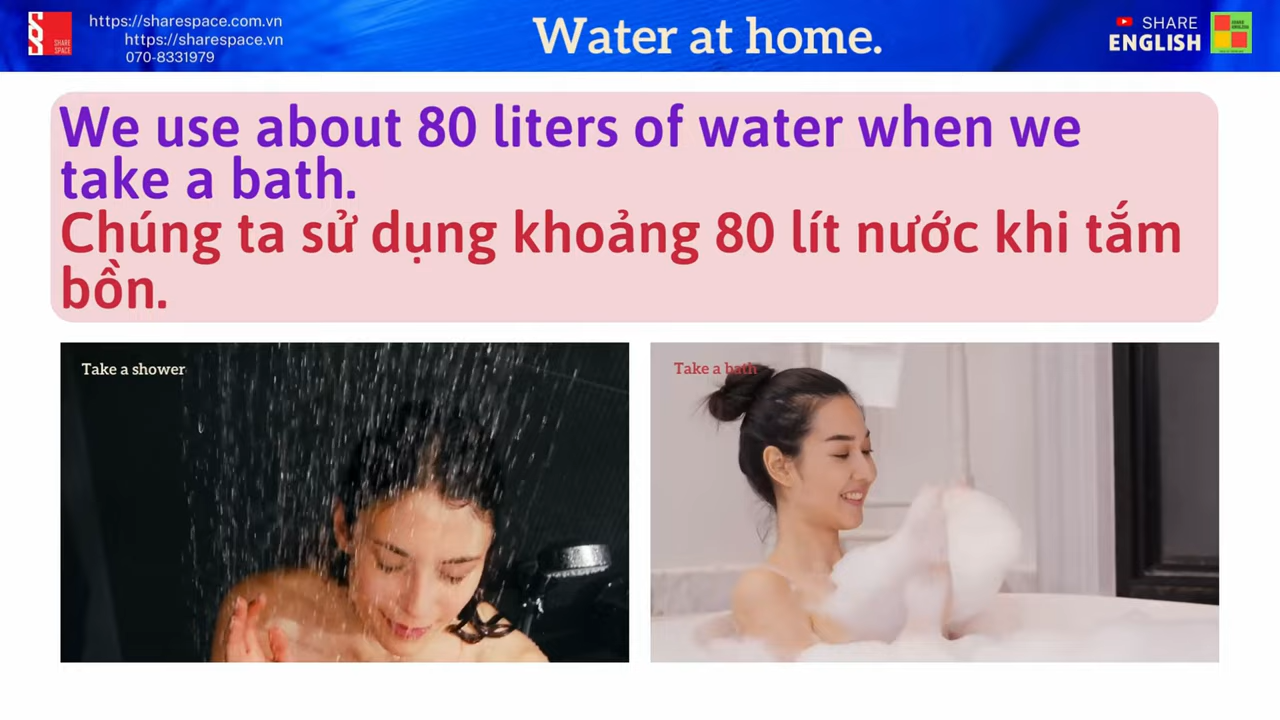 https://sharespace.com.vn
https://sharespace.vn
070-8331979
SHARE
SPACE
Water at home.
SHARE
ENGLISH
We use about 80 liters of water when we
take a bath.
Chúng ta sử dụng khoảng 80 lít nước khi tắm
bồn.
Take a shower
Take a bath